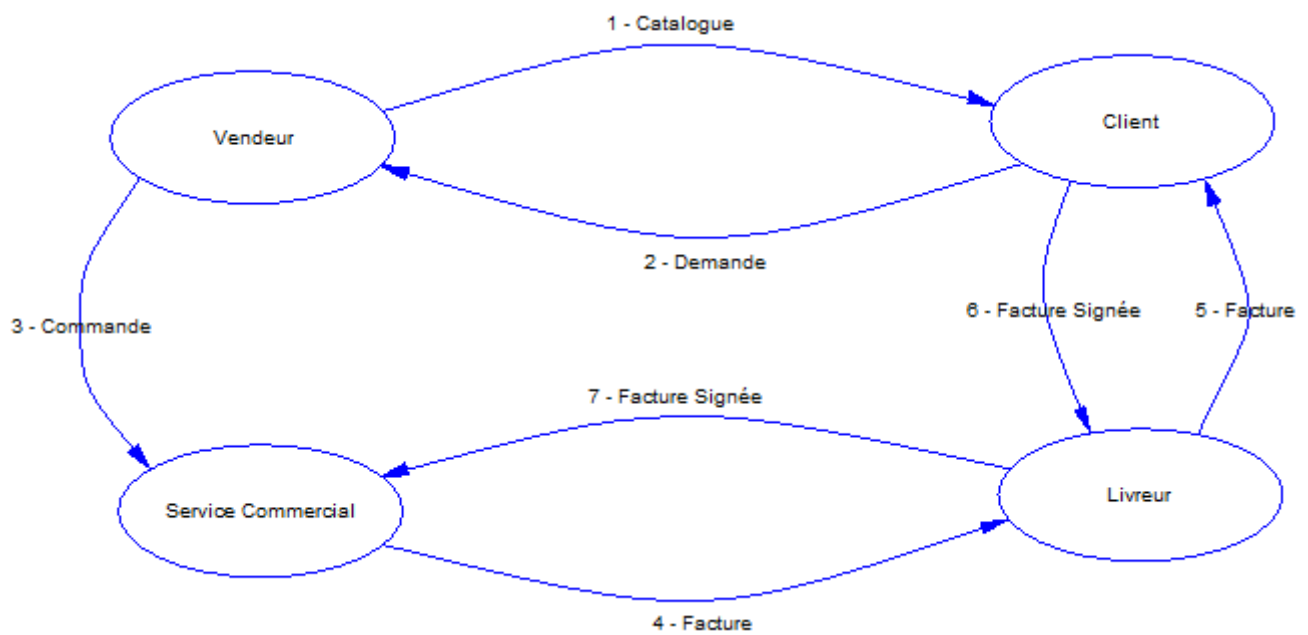 1 - Catalogue
Vendeur
Client
2 - Demande
3 - Commande
6 - Facture Signée
5 - Facture
7 - Facture Signée
Service Commercial
Livreur
4 - Facture